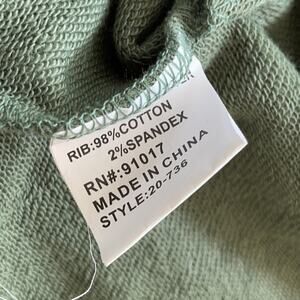 RIB:98%COTTON
2%SPANDEX
RN#:91017
MADE IN CHINA
STYLE:20-736